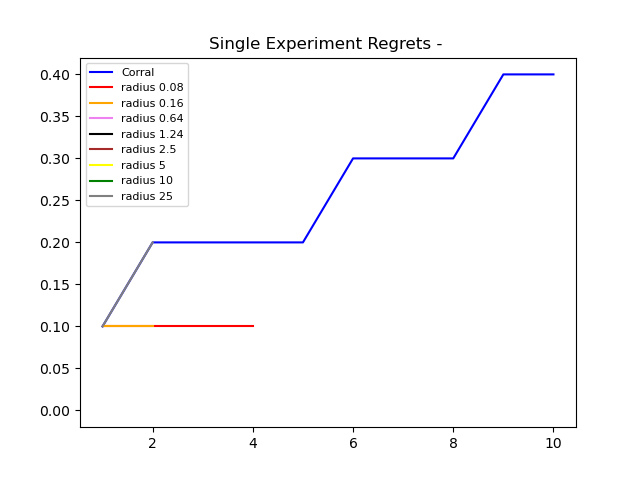 Single Experiment Regrets -
0.40
0.35
0.30
0.25
0.20
0.15
0.10
0.05
0.00
Corral
radius 0.08
radius 0.16
radius 0.64
radius 1.24
radius 2.5
radius 5
radius 10
radius 25
2 4 6 8 10